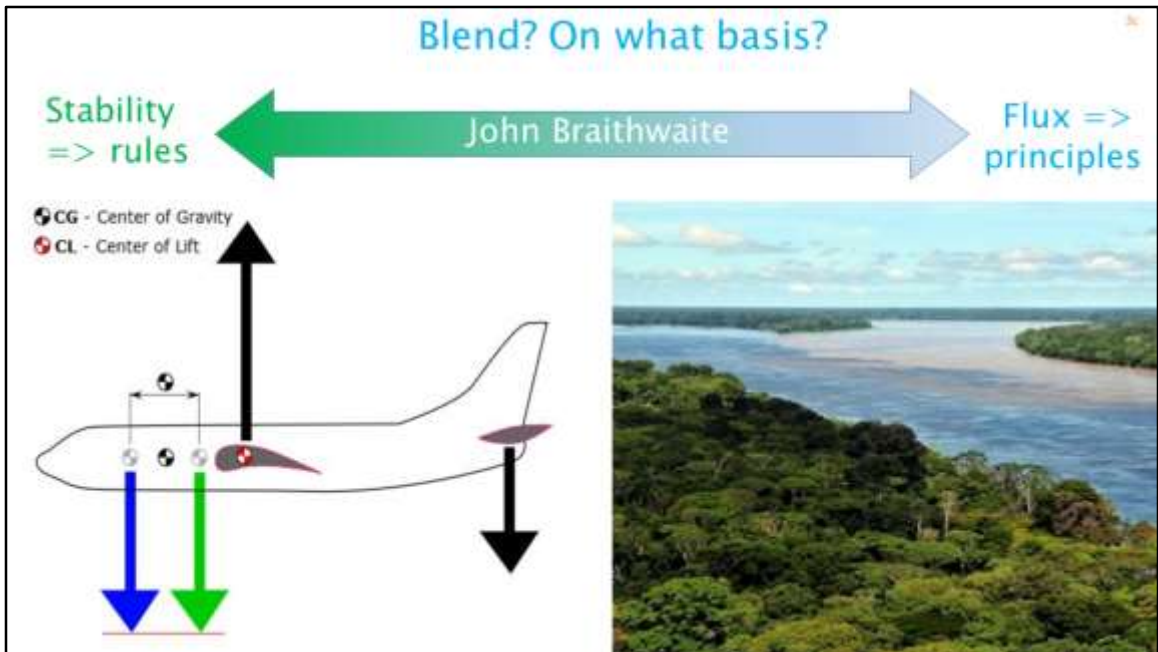 Blend? On what basis?
Stability
=> rules
John Braithwaite
Flux =>
principles
CG - Center of Gravity
CL - Center of Lift